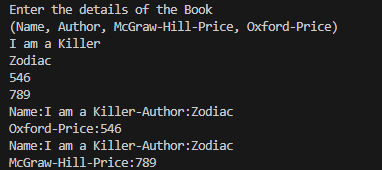 Enter the details of the Book
(Name, Author, McGraw-Hill-Price, Oxford-Price)
I am a Killer
Zodiac
546
789
Name:I am a Killer-Author:Zodiac
Oxford-Price:546
Name:I am a Killer-Author:Zodiac
McGraw-Hill-Price:789